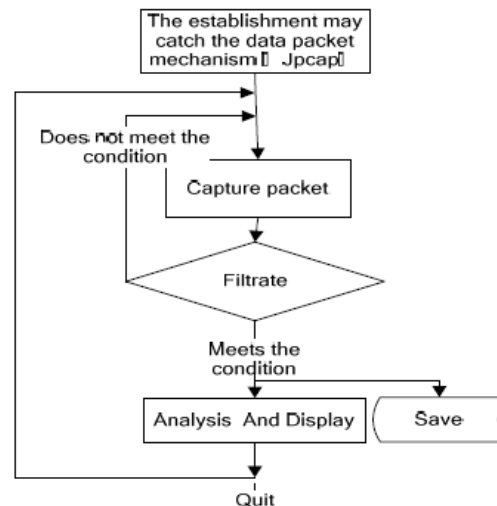 The establishment may
catch the data packet
mechanism▯ Jpcap▯
Does not meet the
condition
Capture packet
Filtrate
Meets the
condition
Analysis And Display
Save
Quit